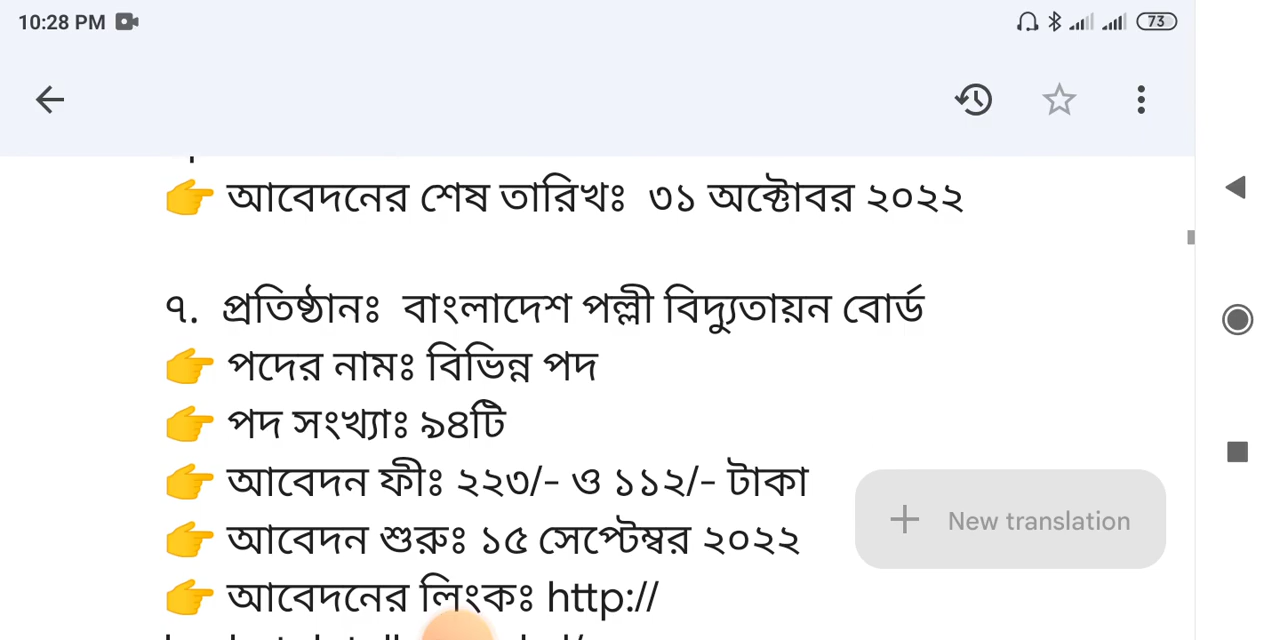 10:28 PM
73
👉 আবেদনের শেষ তারিখঃ ৩১ অক্টোবর ২০২২
৭. প্রতিষ্ঠানঃ বাংলাদেশ পল্লী বিদ্যুতায়ন বোর্ড
👉 পদের নামঃ বিভিন্ন পদ
👉 পদ সংখ্যাঃ ৯৪টি
👉 আবেদন ফীঃ ২২৩/- ও ১১২/- টাকা
👉 আবেদন শুরুঃ ১৫ সেপ্টেম্বর ২০২২
👉 আবেদনের লিংকঃ http://
+ New translation